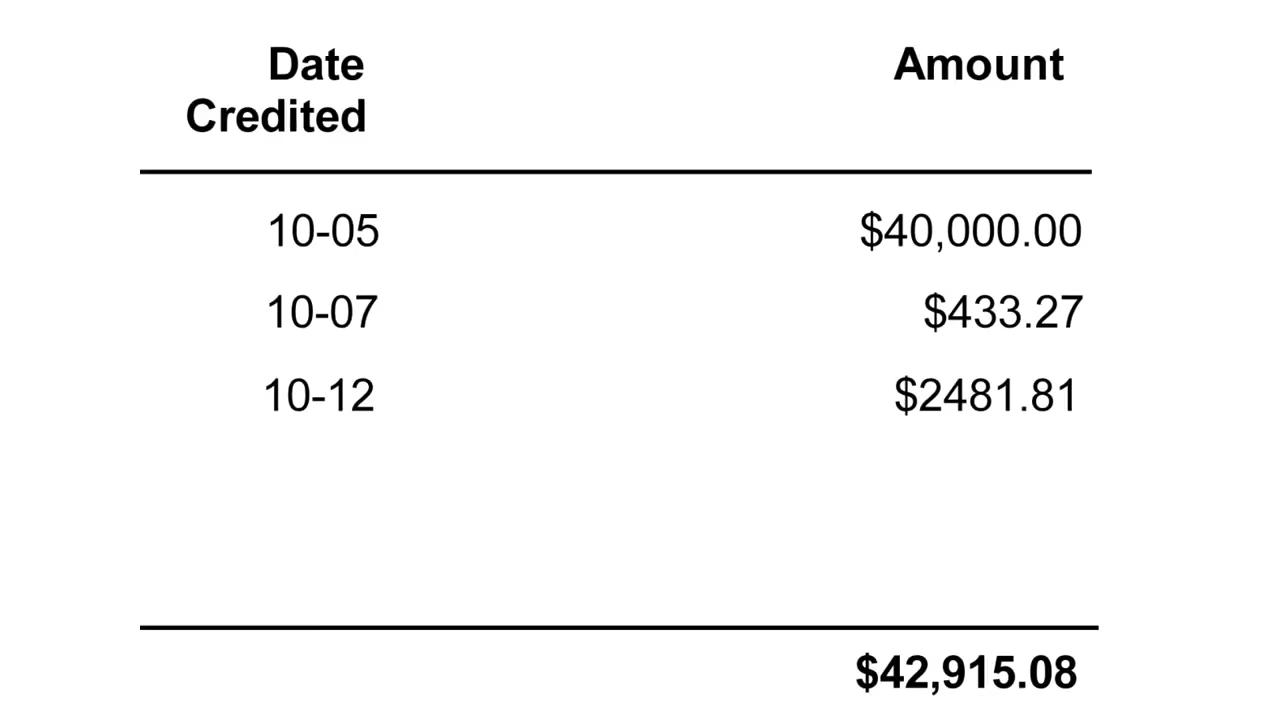 Date Amount
Credited
10-05 $40,000.00
10-07 $433.27
10-12 $2481.81
$42,915.08